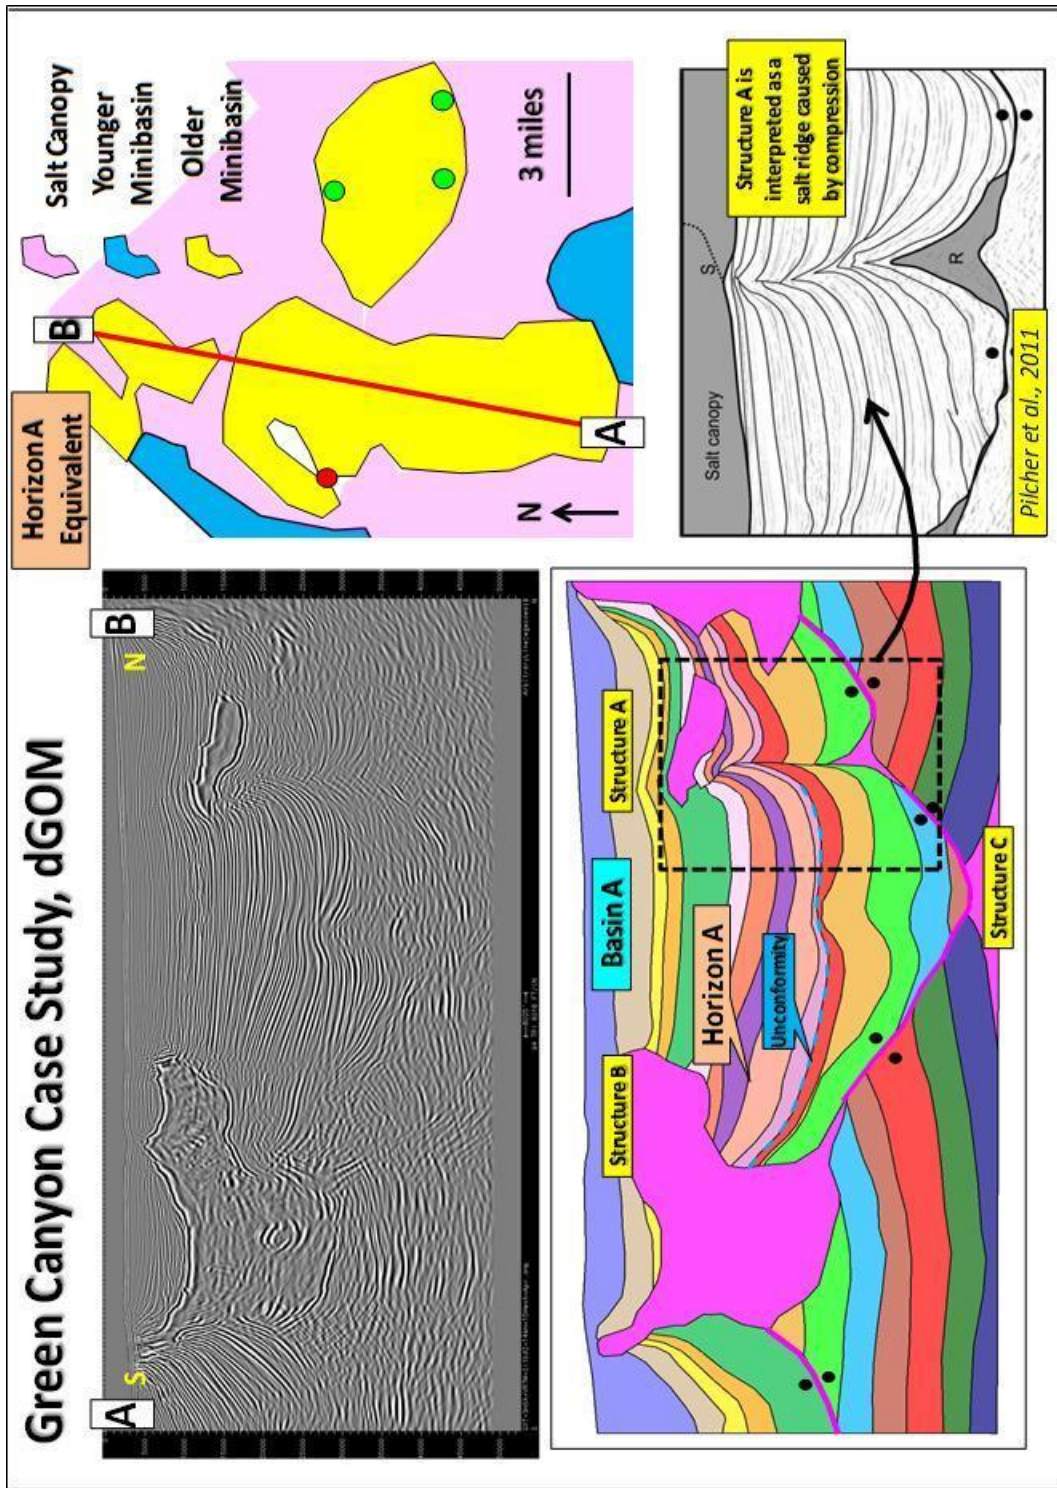 Green Canyon Case Study, dGOM
A
S
N
B
Horizon A
Equivalent
B
A
N
3 miles
Salt Canopy
Younger
Minibasin
Older
Minibasin
Structure B
Basin A
Structure A
Horizon A
Unconformity
Structure C
Salt canopy
S
R
Structure A is
interpreted as a
salt ridge caused
by compression
Pilcher et al., 2011